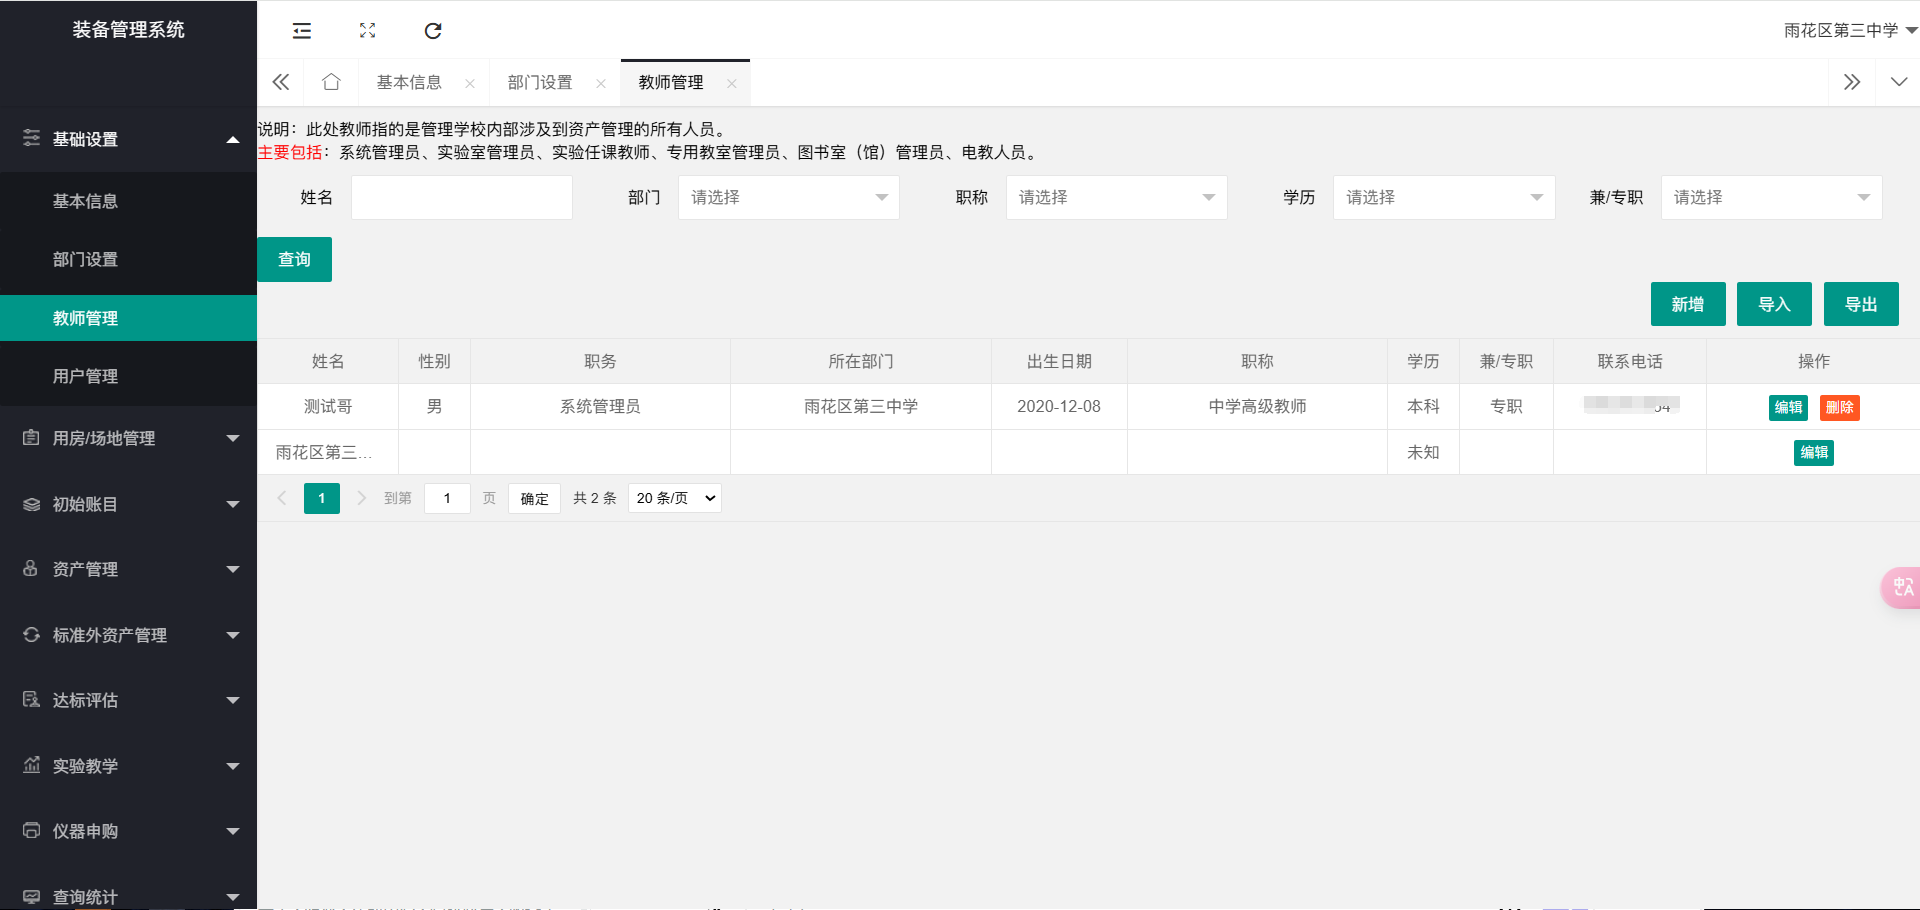 装备管理系统
雨花区第三中学
基本信息
部门设置
教师管理
基础设置
基本信息
部门设置
教师管理
用户管理
用房/场地管理
初始账目
资产管理
标准外资产管理
达标评估
实验教学
仪器申购
查询统计
说明：此处教师指的是管理学校内部涉及到资产管理的所有人员。
主要包括：系统管理员、实验室管理员、实验任课教师、专用教室管理员、图书室（馆）管理员、电教人员。
姓名 部门 请选择 职称 请选择 学历 请选择 兼/专职 请选择
查询
新增 导入 导出
姓名 性别 职务 所在部门 出生日期 职称 学历 兼/专职 联系电话 操作
测试哥 男 系统管理员 雨花区第三中学 2020-12-08 中学高级教师 本科 专职 编辑 删除
雨花区第三... 未知 编辑
1 到第 1 页 确定 共 2 条 20 条/页
中A